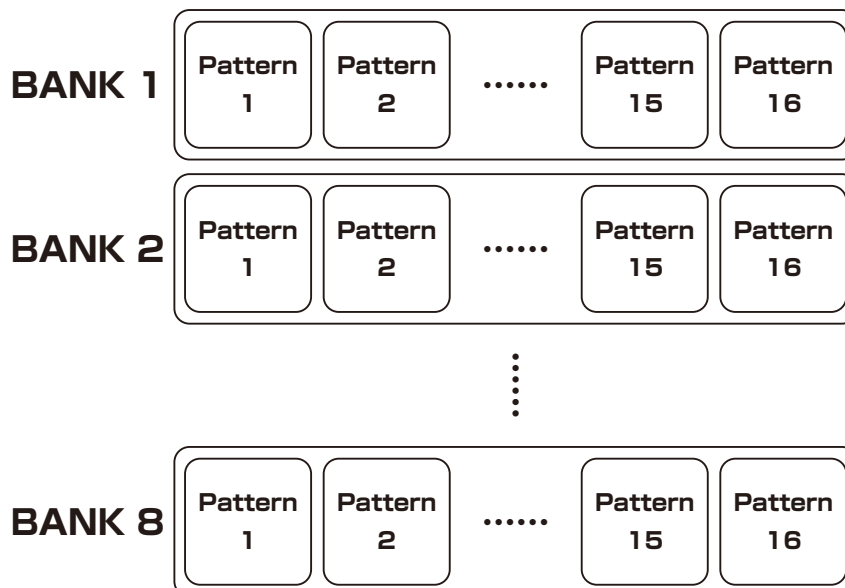 BANK 1
Pattern 1
Pattern 2
......
Pattern 15
Pattern 16
BANK 2
Pattern 1
Pattern 2
......
Pattern 15
Pattern 16
BANK 8
Pattern 1
Pattern 2
......
Pattern 15
Pattern 16